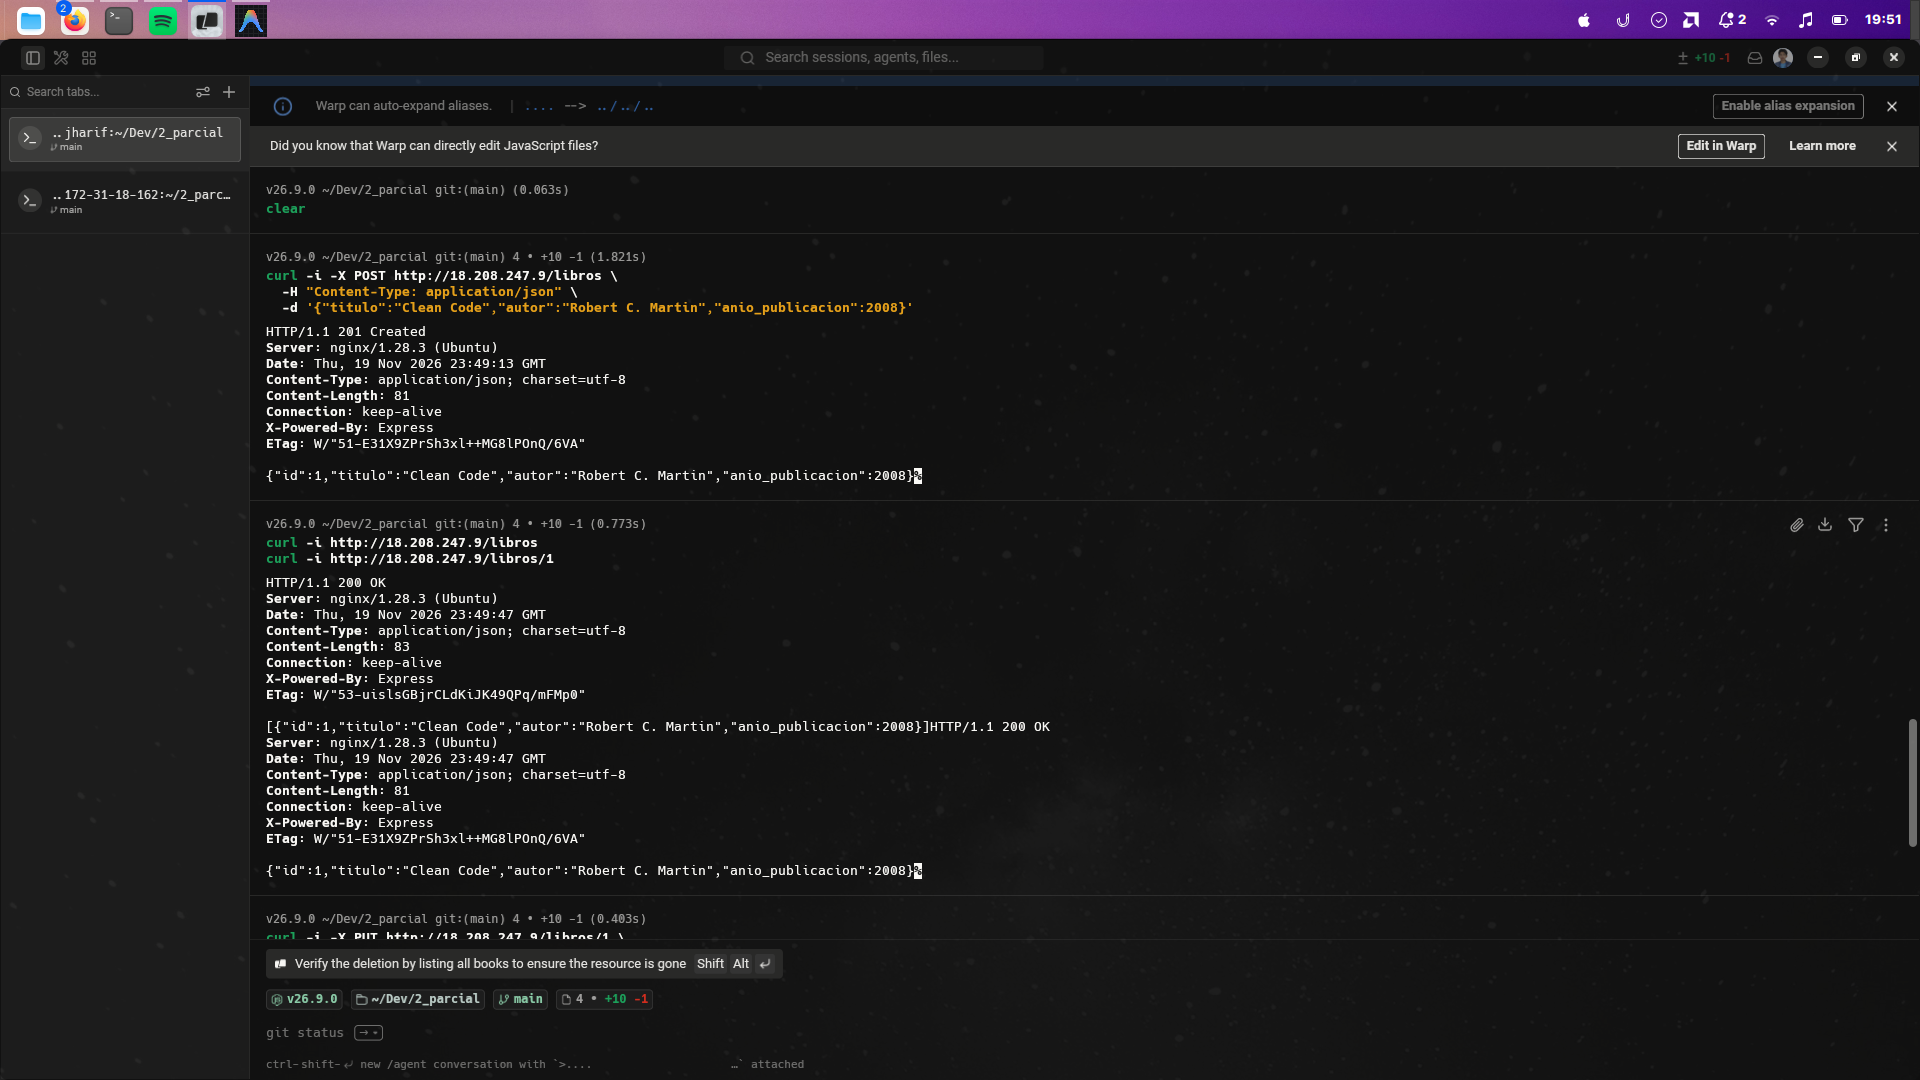 2
2
19:51
Search sessions, agents, files...
+10 -1
Search tabs...
..jharif:~/Dev/2_parcial
main
..172-31-18-162:~/2_parc…
main
Warp can auto-expand aliases. | .... --> ../../..
Enable alias expansion
Did you know that Warp can directly edit JavaScript files?
Edit in Warp
Learn more
v26.9.0 ~/Dev/2_parcial git:(main) (0.063s)
clear
v26.9.0 ~/Dev/2_parcial git:(main) 4 • +10 -1 (1.821s)
curl -i -X POST http://18.208.247.9/libros \
-H "Content-Type: application/json" \
-d '{"titulo":"Clean Code","autor":"Robert C. Martin","anio_publicacion":2008}'
HTTP/1.1 201 Created
Server: nginx/1.28.3 (Ubuntu)
Date: Thu, 19 Nov 2026 23:49:13 GMT
Content-Type: application/json; charset=utf-8
Content-Length: 81
Connection: keep-alive
X-Powered-By: Express
ETag: W/"51-E31X9ZPrSh3xl++MG8lPOnQ/6VA"
{"id":1,"titulo":"Clean Code","autor":"Robert C. Martin","anio_publicacion":2008}%
v26.9.0 ~/Dev/2_parcial git:(main) 4 • +10 -1 (0.773s)
curl -i http://18.208.247.9/libros
curl -i http://18.208.247.9/libros/1
HTTP/1.1 200 OK
Server: nginx/1.28.3 (Ubuntu)
Date: Thu, 19 Nov 2026 23:49:47 GMT
Content-Type: application/json; charset=utf-8
Content-Length: 83
Connection: keep-alive
X-Powered-By: Express
ETag: W/"53-uislsGBjrCLdKiJK49QPq/mFMp0"
[{"id":1,"titulo":"Clean Code","autor":"Robert C. Martin","anio_publicacion":2008}]HTTP/1.1 200 OK
Server: nginx/1.28.3 (Ubuntu)
Date: Thu, 19 Nov 2026 23:49:47 GMT
Content-Type: application/json; charset=utf-8
Content-Length: 81
Connection: keep-alive
X-Powered-By: Express
ETag: W/"51-E31X9ZPrSh3xl++MG8lPOnQ/6VA"
{"id":1,"titulo":"Clean Code","autor":"Robert C. Martin","anio_publicacion":2008}%
v26.9.0 ~/Dev/2_parcial git:(main) 4 • +10 -1 (0.403s)
curl -i -X PUT http://18.208.247.9/libros/1 \
Verify the deletion by listing all books to ensure the resource is gone Shift Alt ↵
v26.9.0 ~/Dev/2_parcial main 4 • +10 -1
git status
ctrl-shift-↵ new /agent conversation with `>.... …` attached